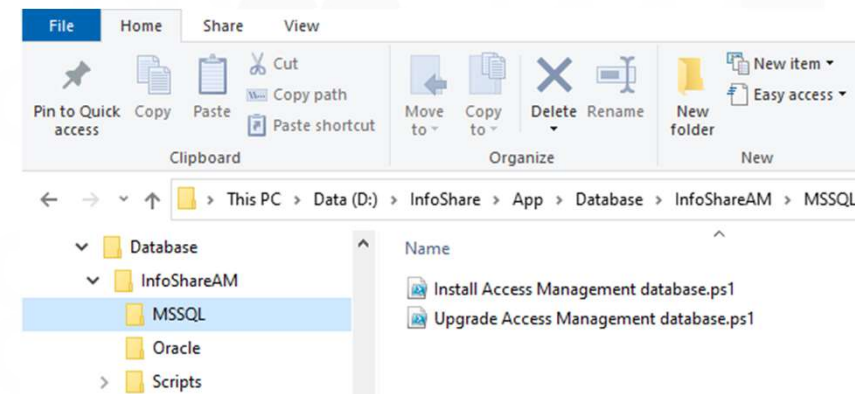 File Home Share View
Pin to Quick access
Copy
Paste
Cut
Copy path
Paste shortcut
Clipboard
Move to
Copy to
Delete
Rename
Organize
New folder
New item
Easy access
New
This PC > Data (D:) > InfoShare > App > Database > InfoShareAM > MSSQL
Database
InfoShareAM
MSSQL
Oracle
Scripts
Name
Install Access Management database.ps1
Upgrade Access Management database.ps1